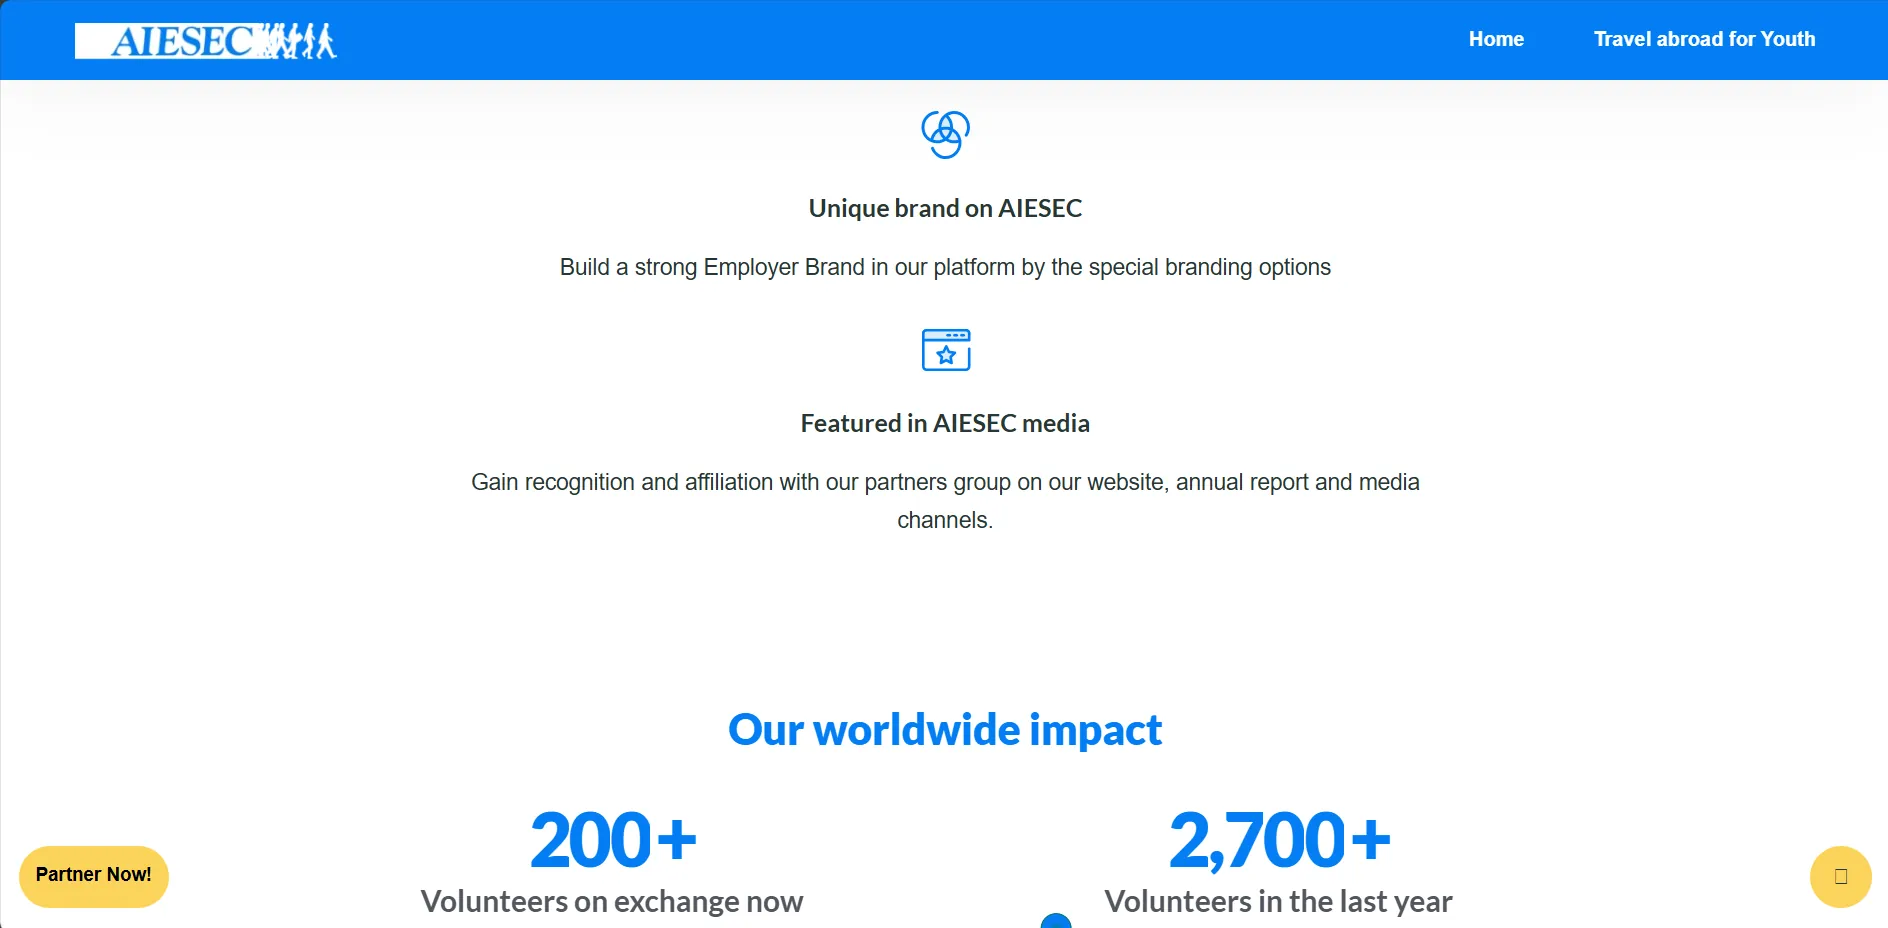 AIESEC
Home
Travel abroad for Youth
Unique brand on AIESEC
Build a strong Employer Brand in our platform by the special branding options
Featured in AIESEC media
Gain recognition and affiliation with our partners group on our website, annual report and media
channels.
Our worldwide impact
200+
2,700+
Volunteers on exchange now
Volunteers in the last year
Partner Now!